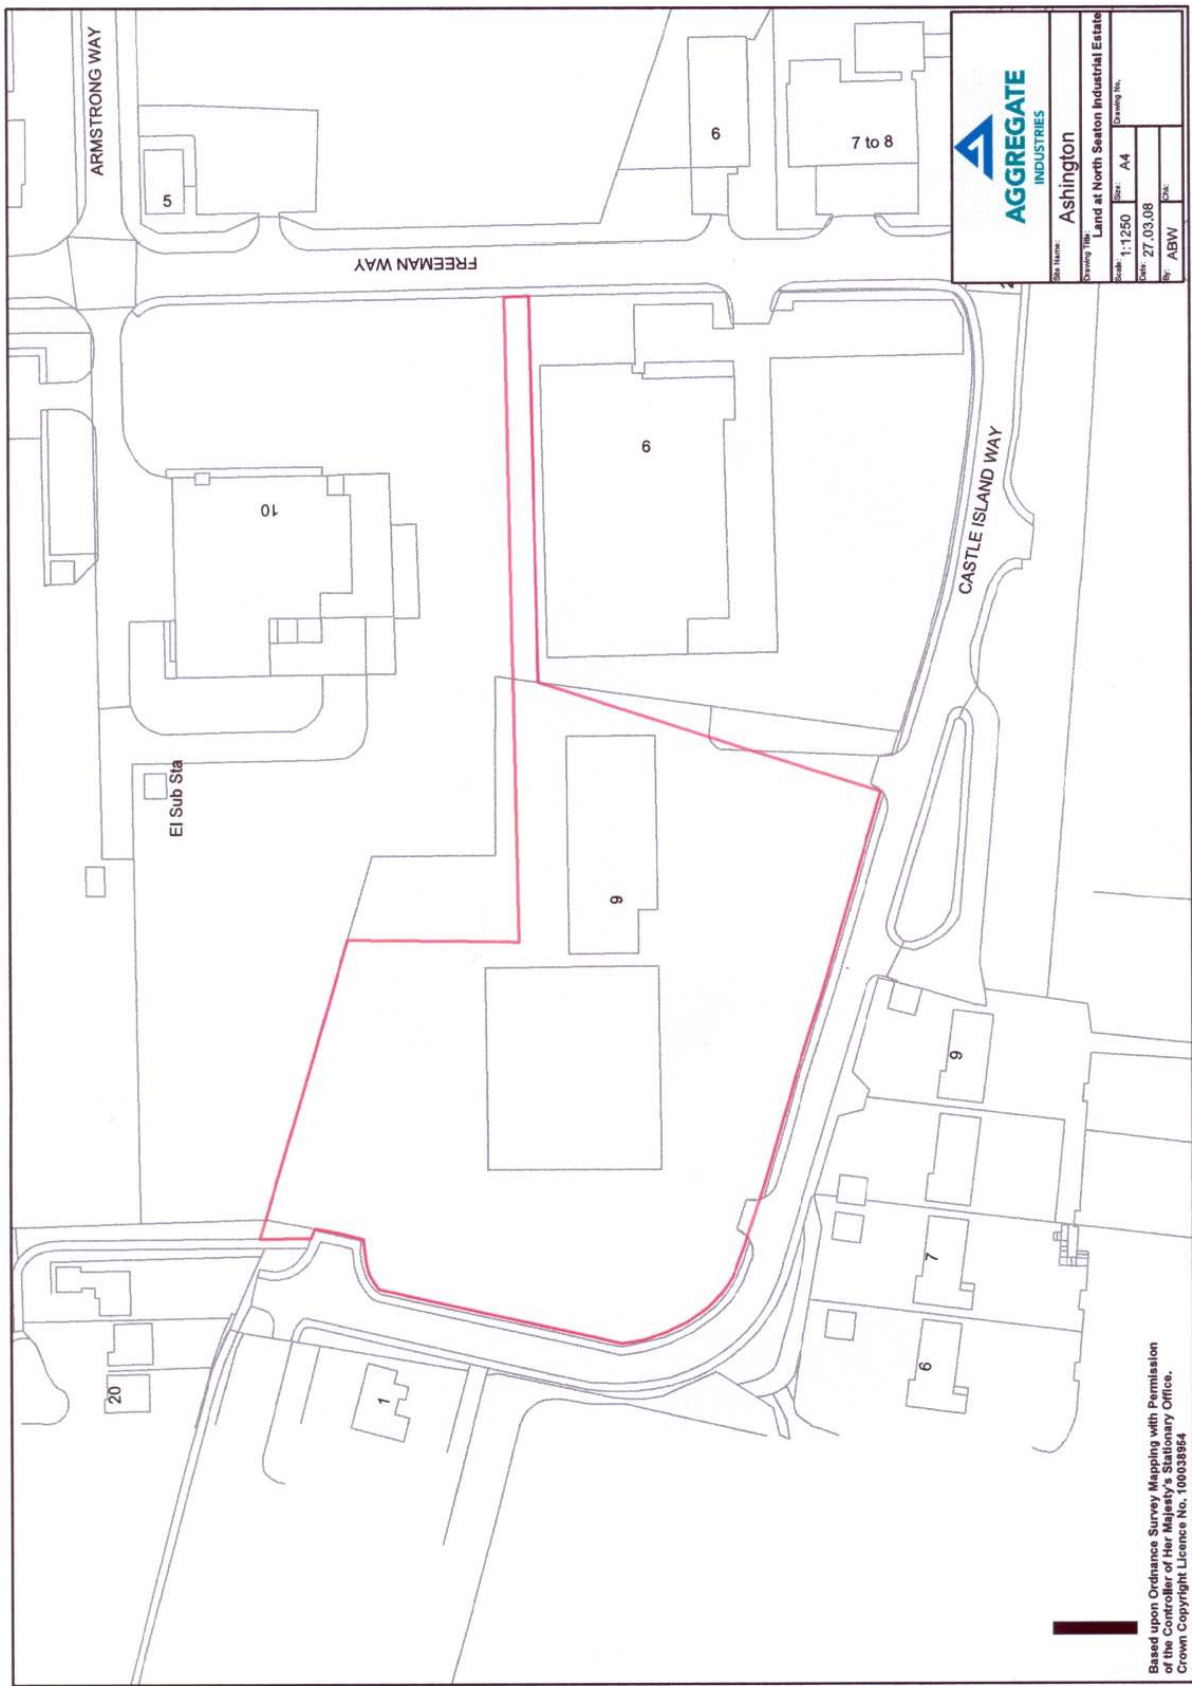 ARMSTRONG WAY
5
6
7 to 8
FREEMAN WAY
10
9
El Sub Sta
9
CASTLE ISLAND WAY
20
1
9
7
6
AGGREGATE
INDUSTRIES
Site Name:
Ashington
Drawing Title:
Land at North Seaton Industrial Estate
Scale: 1:1250
Size: A4
Drawing No.
Date: 27.03.08
By: ABW
Chk:
Based upon Ordnance Survey Mapping with Permission
of the Controller of Her Majesty's Stationary Office.
Crown Copyright Licence No. 100038954